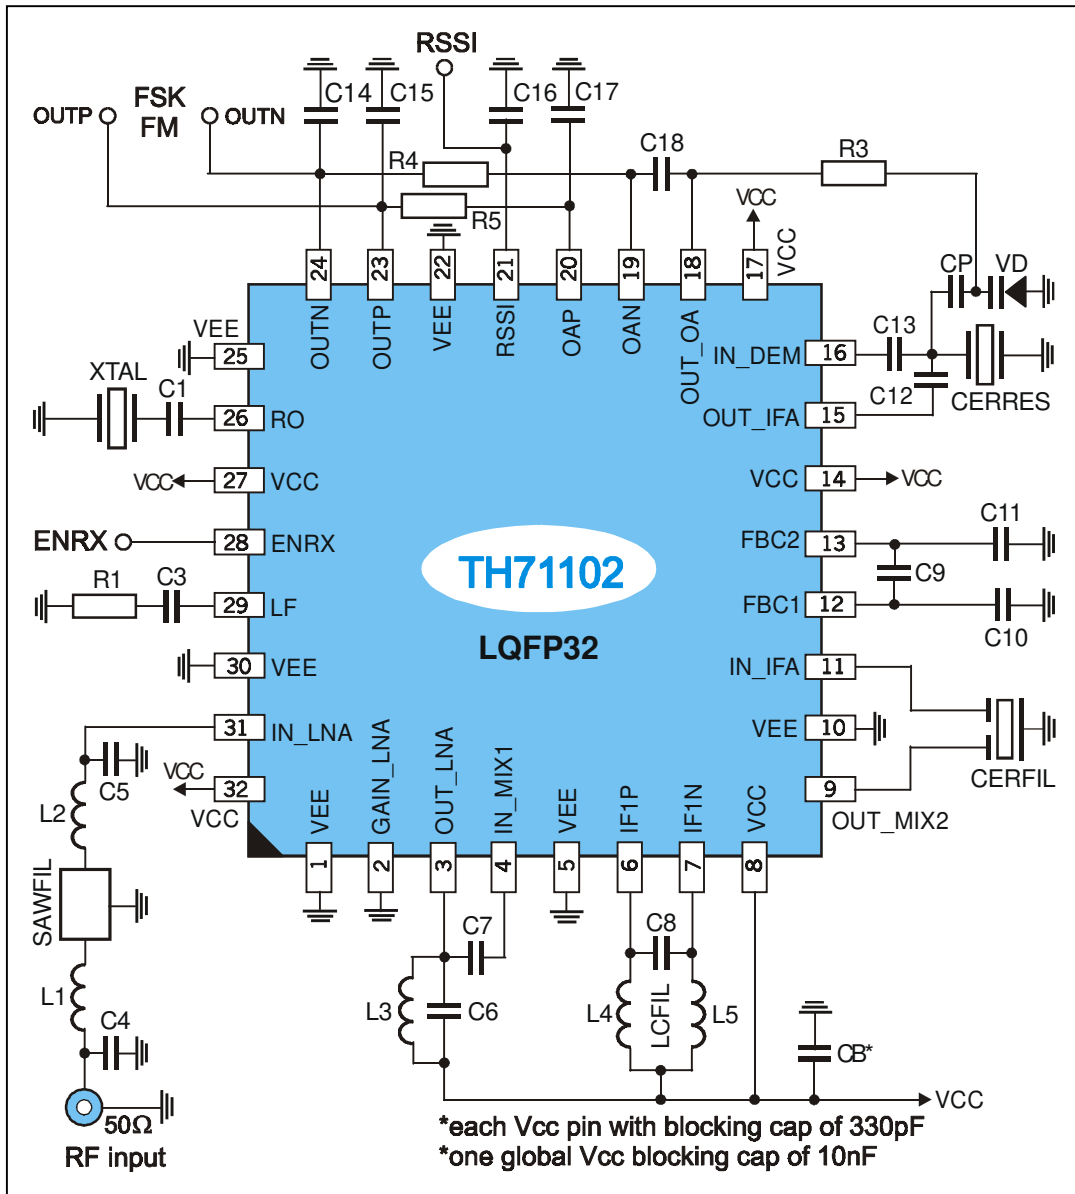 RSSI
C14 C15 C16 C17
OUTP FSK OUTN
FM
R4 C18 R3
R5 VCC
24 23 22 21 20 19 18 17 VCC
CP VD
OUTN OUTP VEE RSSI OAP OAN OUT_OA
VEE
25
IN_DEM 16 C13
XTAL C1
C12 CERRES
26 RO
OUT_IFA 15
VCC 27 VCC
VCC 14 VCC
ENRX 28 ENRX
FBC2 13 C11
TH71102
C9
R1 C3 29 LF
FBC1 12 C10
LQFP32
30 VEE
IN_IFA 11
31 IN_LNA
VEE 10
C5
CERFIL
VCC 32
VCC
9
OUT_MIX2
L2
VEE GAIN_LNA OUT_LNA IN_MIX1 VEE IF1P IF1N VCC
1 2 3 4 5 6 7 8
SAWFIL
C7 C8
L1
L3 C6 L4 LCFIL L5
C4
CB*
VCC
50Ω
RF input
*each Vcc pin with blocking cap of 330pF
*one global Vcc blocking cap of 10nF